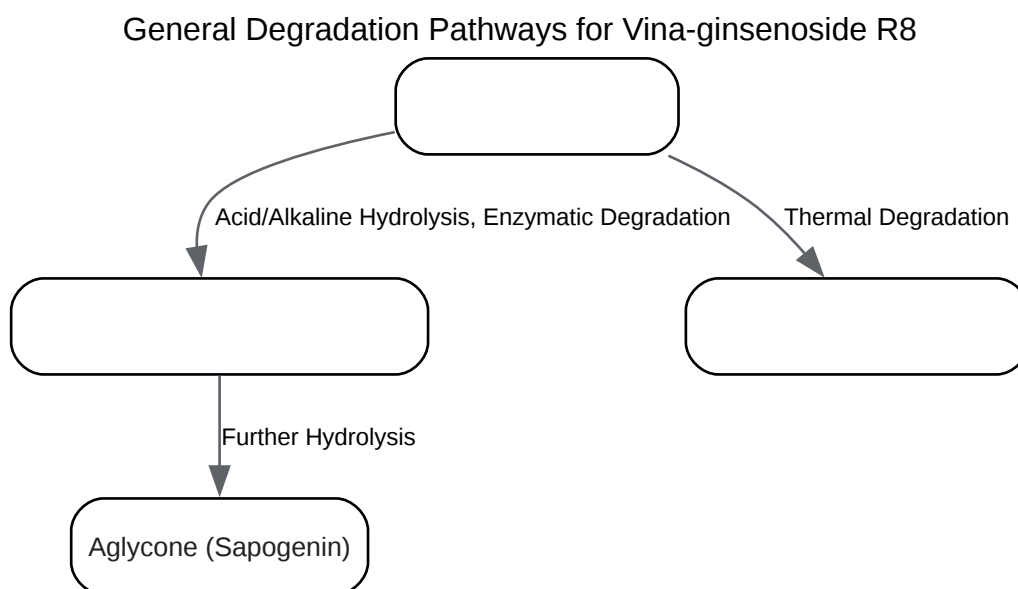 General Degradation Pathways for Vina-ginsenoside R8
Acid/Alkaline Hydrolysis, Enzymatic Degradation
Thermal Degradation
Further Hydrolysis
Aglycone (Sapogenin)